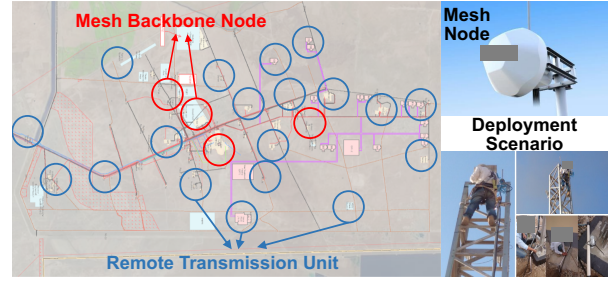 Mesh Backbone Node
Remote Transmission Unit
Mesh
Node
Deployment
Scenario